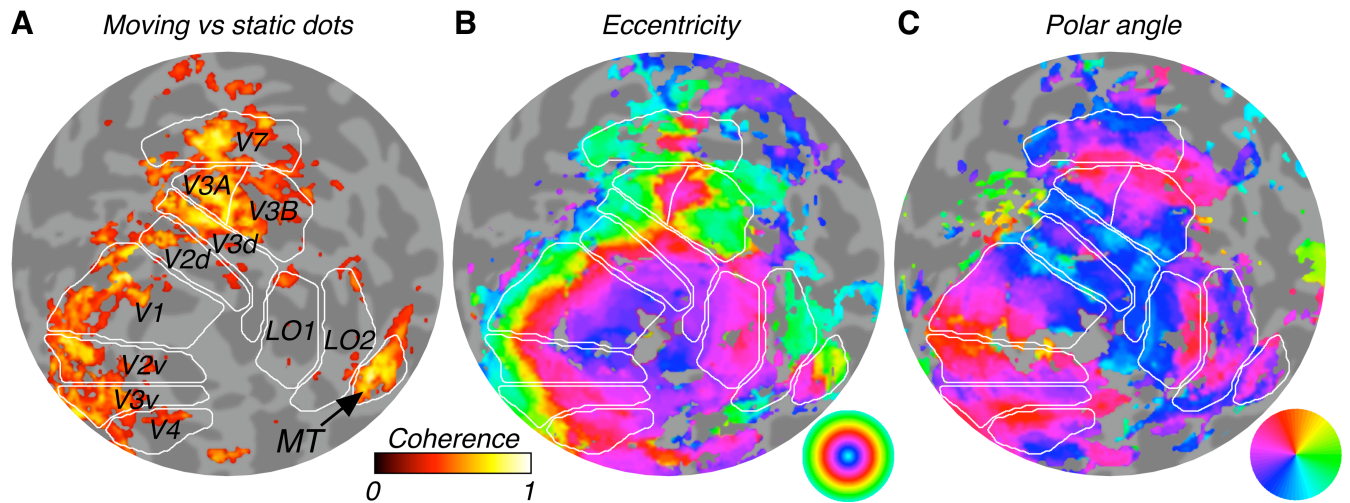 A Moving vs static dots
B Eccentricity
C Polar angle
V7
V3A
V3B
V3d
V2d
V1
LO1
LO2
V2v
V3v
V4
MT
Coherence
0 1